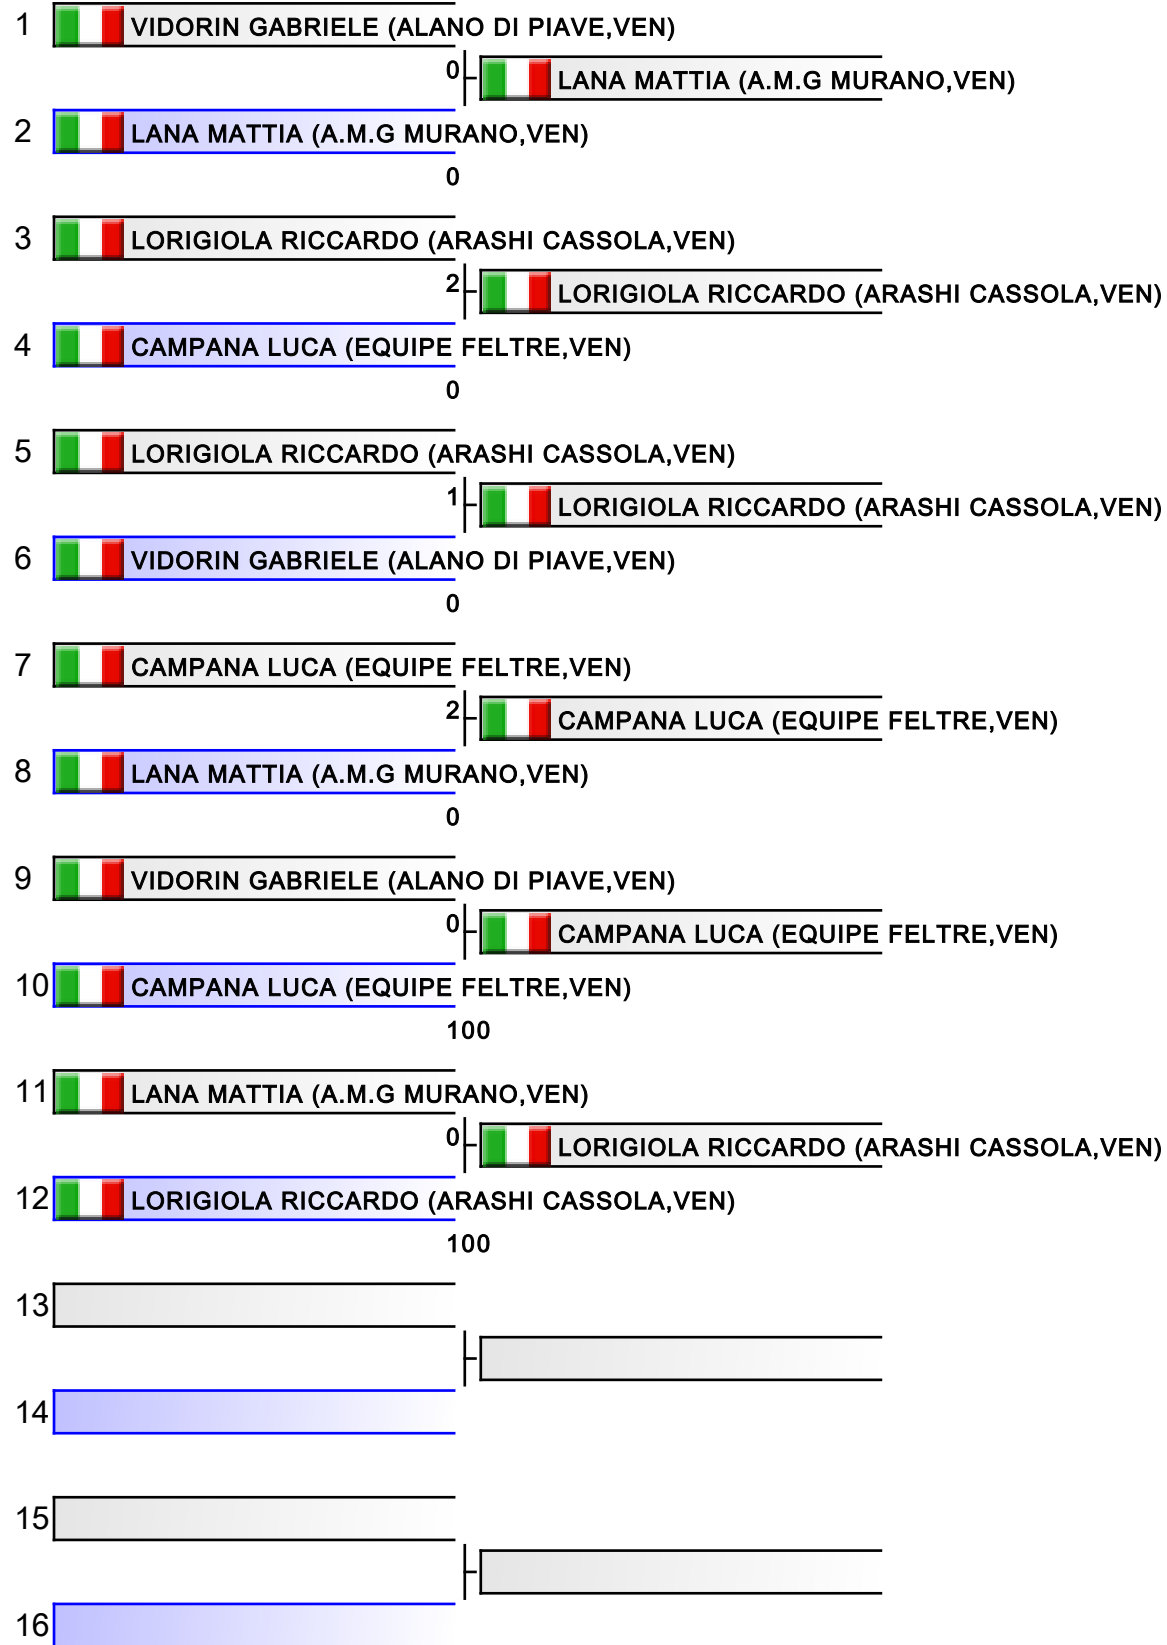 1 VIDORIN GABRIELE (ALANO DI PIAVE,VEN)
0 LANA MATTIA (A.M.G MURANO,VEN)
2 LANA MATTIA (A.M.G MURANO,VEN)
0
3 LORIGIOLA RICCARDO (ARASHI CASSOLA,VEN)
2 LORIGIOLA RICCARDO (ARASHI CASSOLA,VEN)
4 CAMPANA LUCA (EQUIPE FELTRE,VEN)
0
5 LORIGIOLA RICCARDO (ARASHI CASSOLA,VEN)
1 LORIGIOLA RICCARDO (ARASHI CASSOLA,VEN)
6 VIDORIN GABRIELE (ALANO DI PIAVE,VEN)
0
7 CAMPANA LUCA (EQUIPE FELTRE,VEN)
2 CAMPANA LUCA (EQUIPE FELTRE,VEN)
8 LANA MATTIA (A.M.G MURANO,VEN)
0
9 VIDORIN GABRIELE (ALANO DI PIAVE,VEN)
0 CAMPANA LUCA (EQUIPE FELTRE,VEN)
10 CAMPANA LUCA (EQUIPE FELTRE,VEN)
100
11 LANA MATTIA (A.M.G MURANO,VEN)
0 LORIGIOLA RICCARDO (ARASHI CASSOLA,VEN)
12 LORIGIOLA RICCARDO (ARASHI CASSOLA,VEN)
100
13
14
15
16